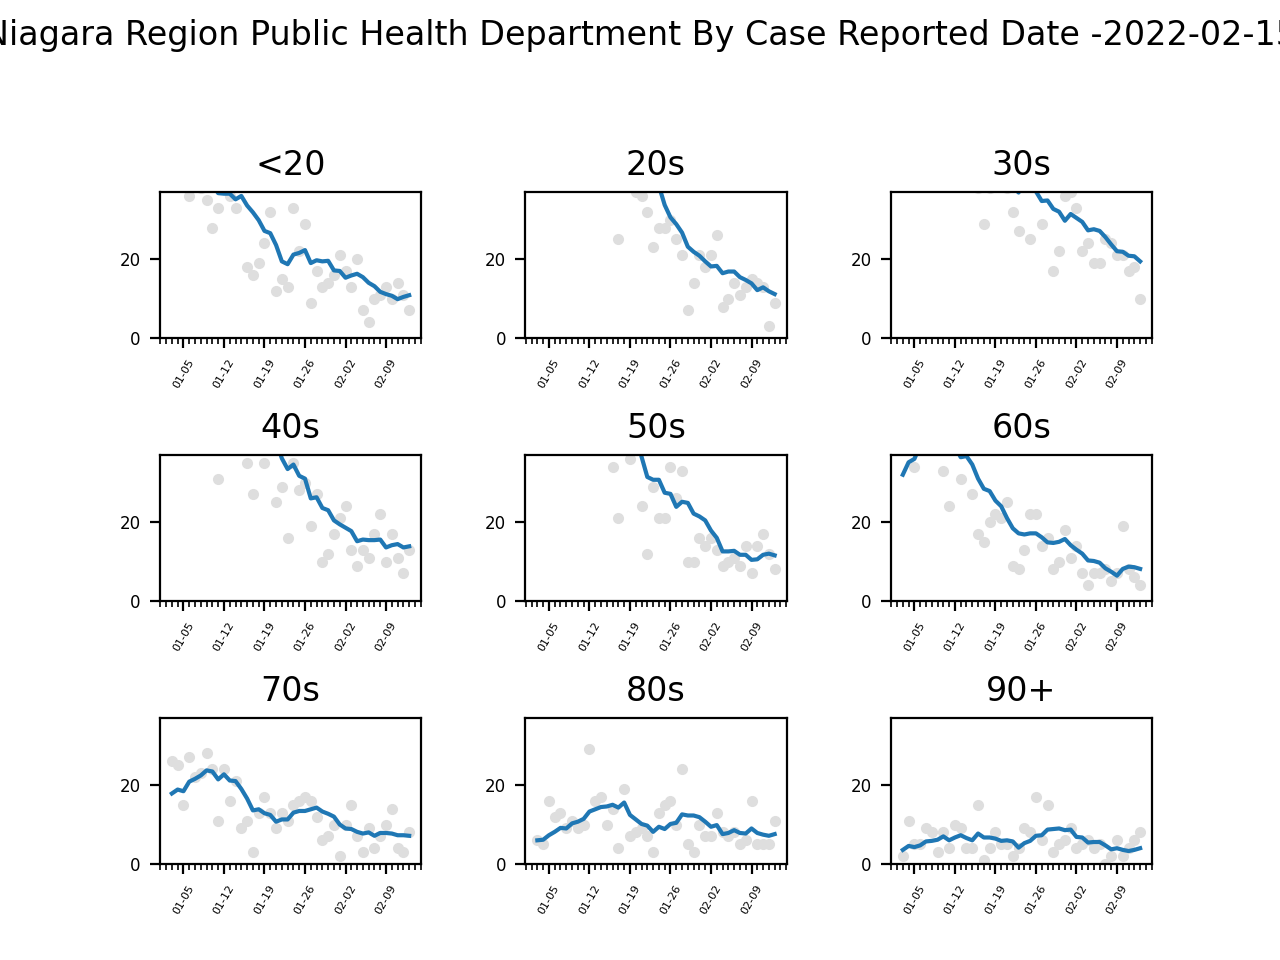 Niagara Region Public Health Department By Case Reported Date -2022-02-15
<20 20s 30s
20 20 20
0 0 0
01-05 01-12 01-19 01-26 02-02 02-09 01-05 01-12 01-19 01-26 02-02 02-09 01-05 01-12 01-19 01-26 02-02 02-09
40s 50s 60s
20 20 20
0 0 0
01-05 01-12 01-19 01-26 02-02 02-09 01-05 01-12 01-19 01-26 02-02 02-09 01-05 01-12 01-19 01-26 02-02 02-09
70s 80s 90+
20 20 20
0 0 0
01-05 01-12 01-19 01-26 02-02 02-09 01-05 01-12 01-19 01-26 02-02 02-09 01-05 01-12 01-19 01-26 02-02 02-09